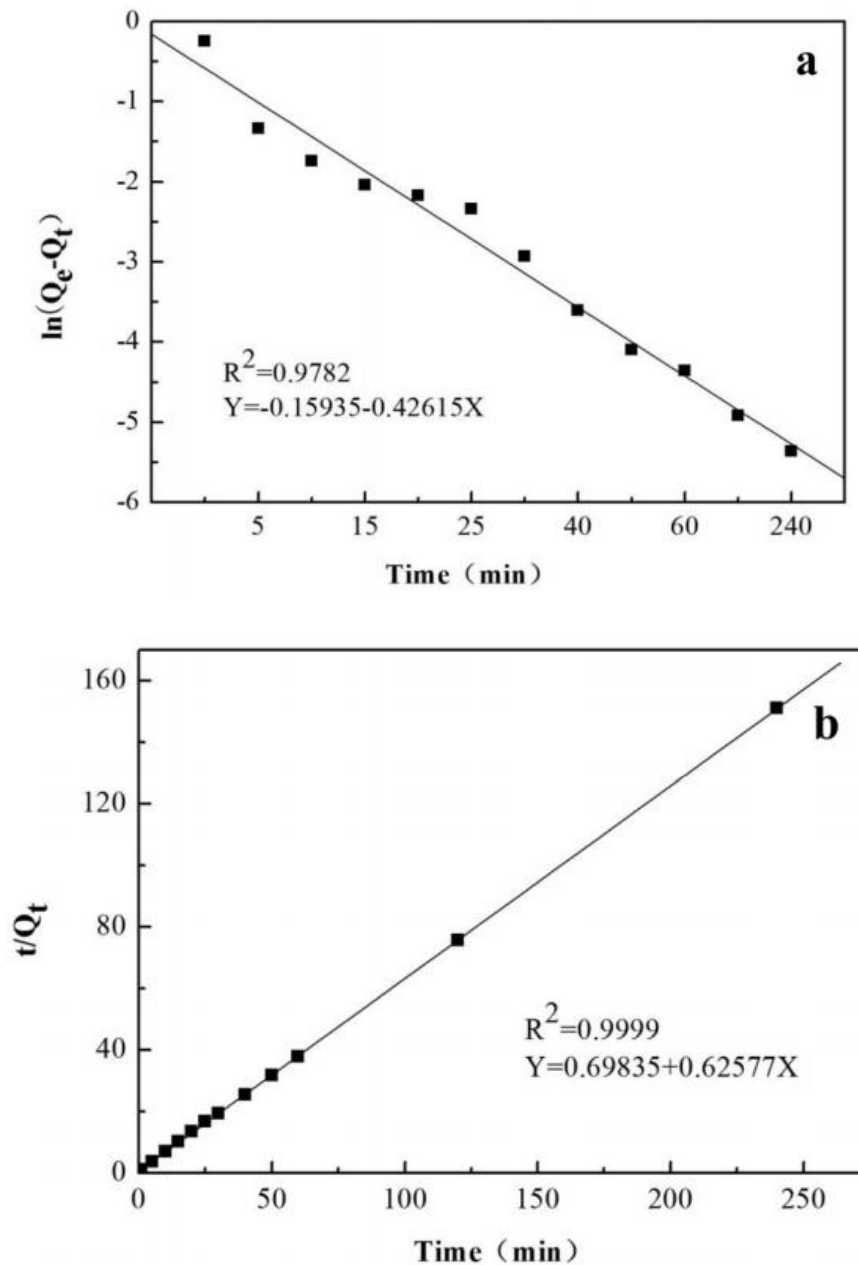 a
0
-1
-2
-3
-4
-5
-6
ln(Qe-Qt)
R2=0.9782
Y=-0.15935-0.42615X
5 15 25 40 60 240
Time（min）
b
160
120
80
40
0
t/Qt
R2=0.9999
Y=0.69835+0.62577X
0 50 100 150 200 250
Time（min）